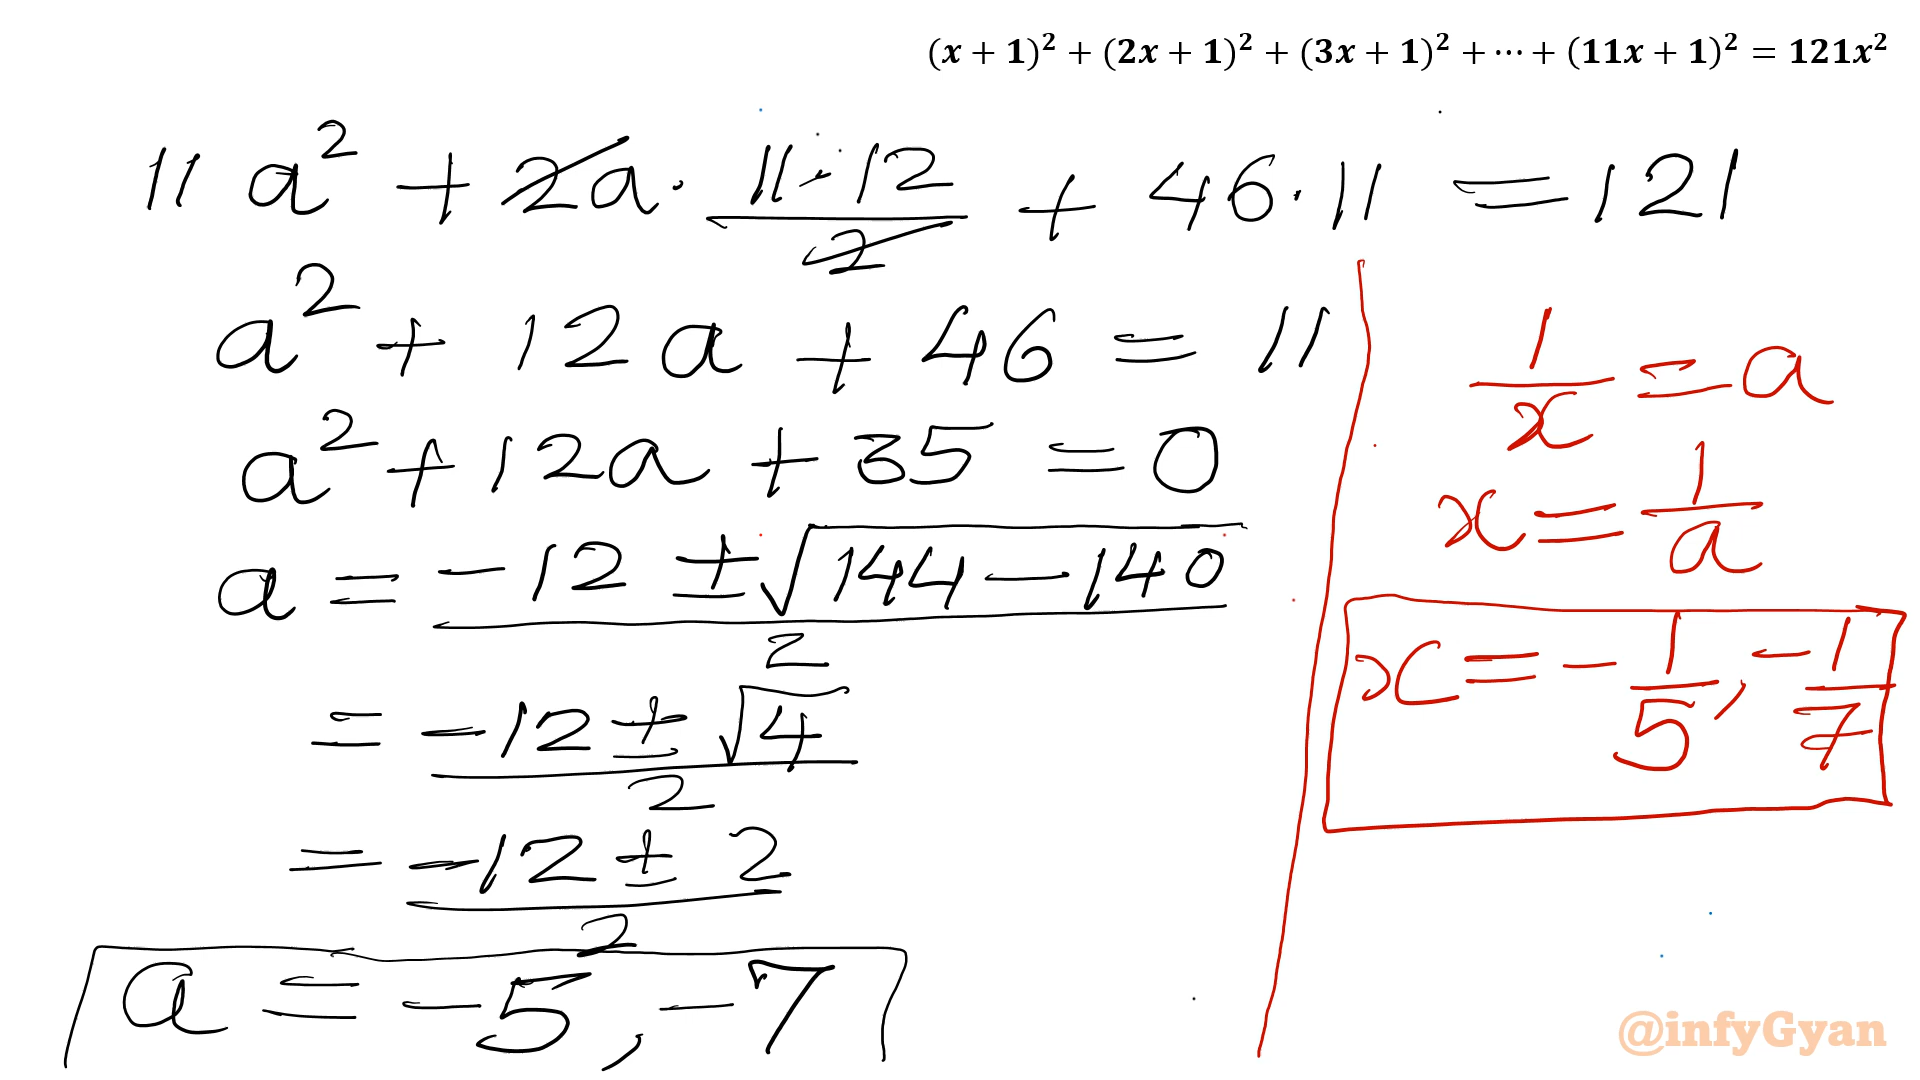 (x + 1)² + (2x + 1)² + (3x + 1)² + ⋯ + (11x + 1)² = 121x²
11 a² + 2a · (11·12)/2 + 46·11 = 121
a² + 12a + 46 = 11
a² + 12a + 35 = 0
a = (-12 ± √(144 - 140))/2
= (-12 ± √4)/2
= (-12 ± 2)/2
a = -5, -7
1/x = a
x = 1/a
x = -1/5, -1/7
@infyGyan